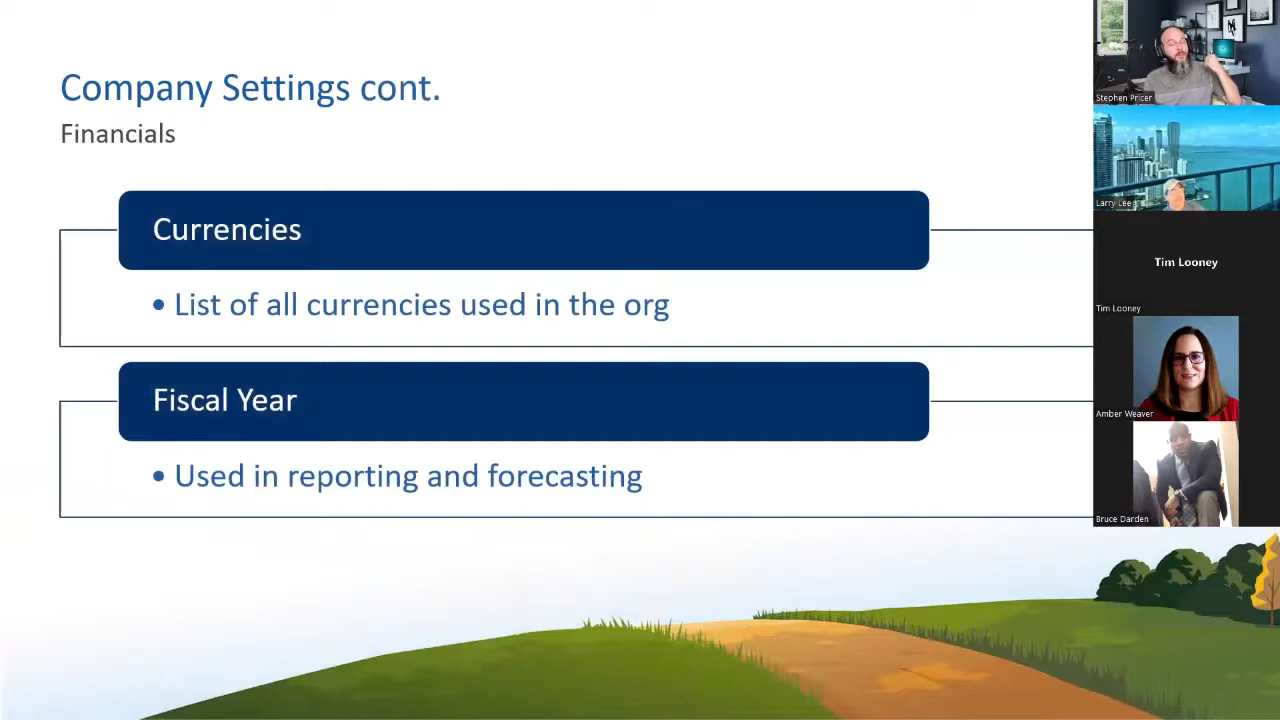 Company Settings cont.
Financials
Currencies
• List of all currencies used in the org
Fiscal Year
• Used in reporting and forecasting
Stephen Pricer
Larry Lee
Tim Looney
Tim Looney
Amber Weaver
Bruce Darden